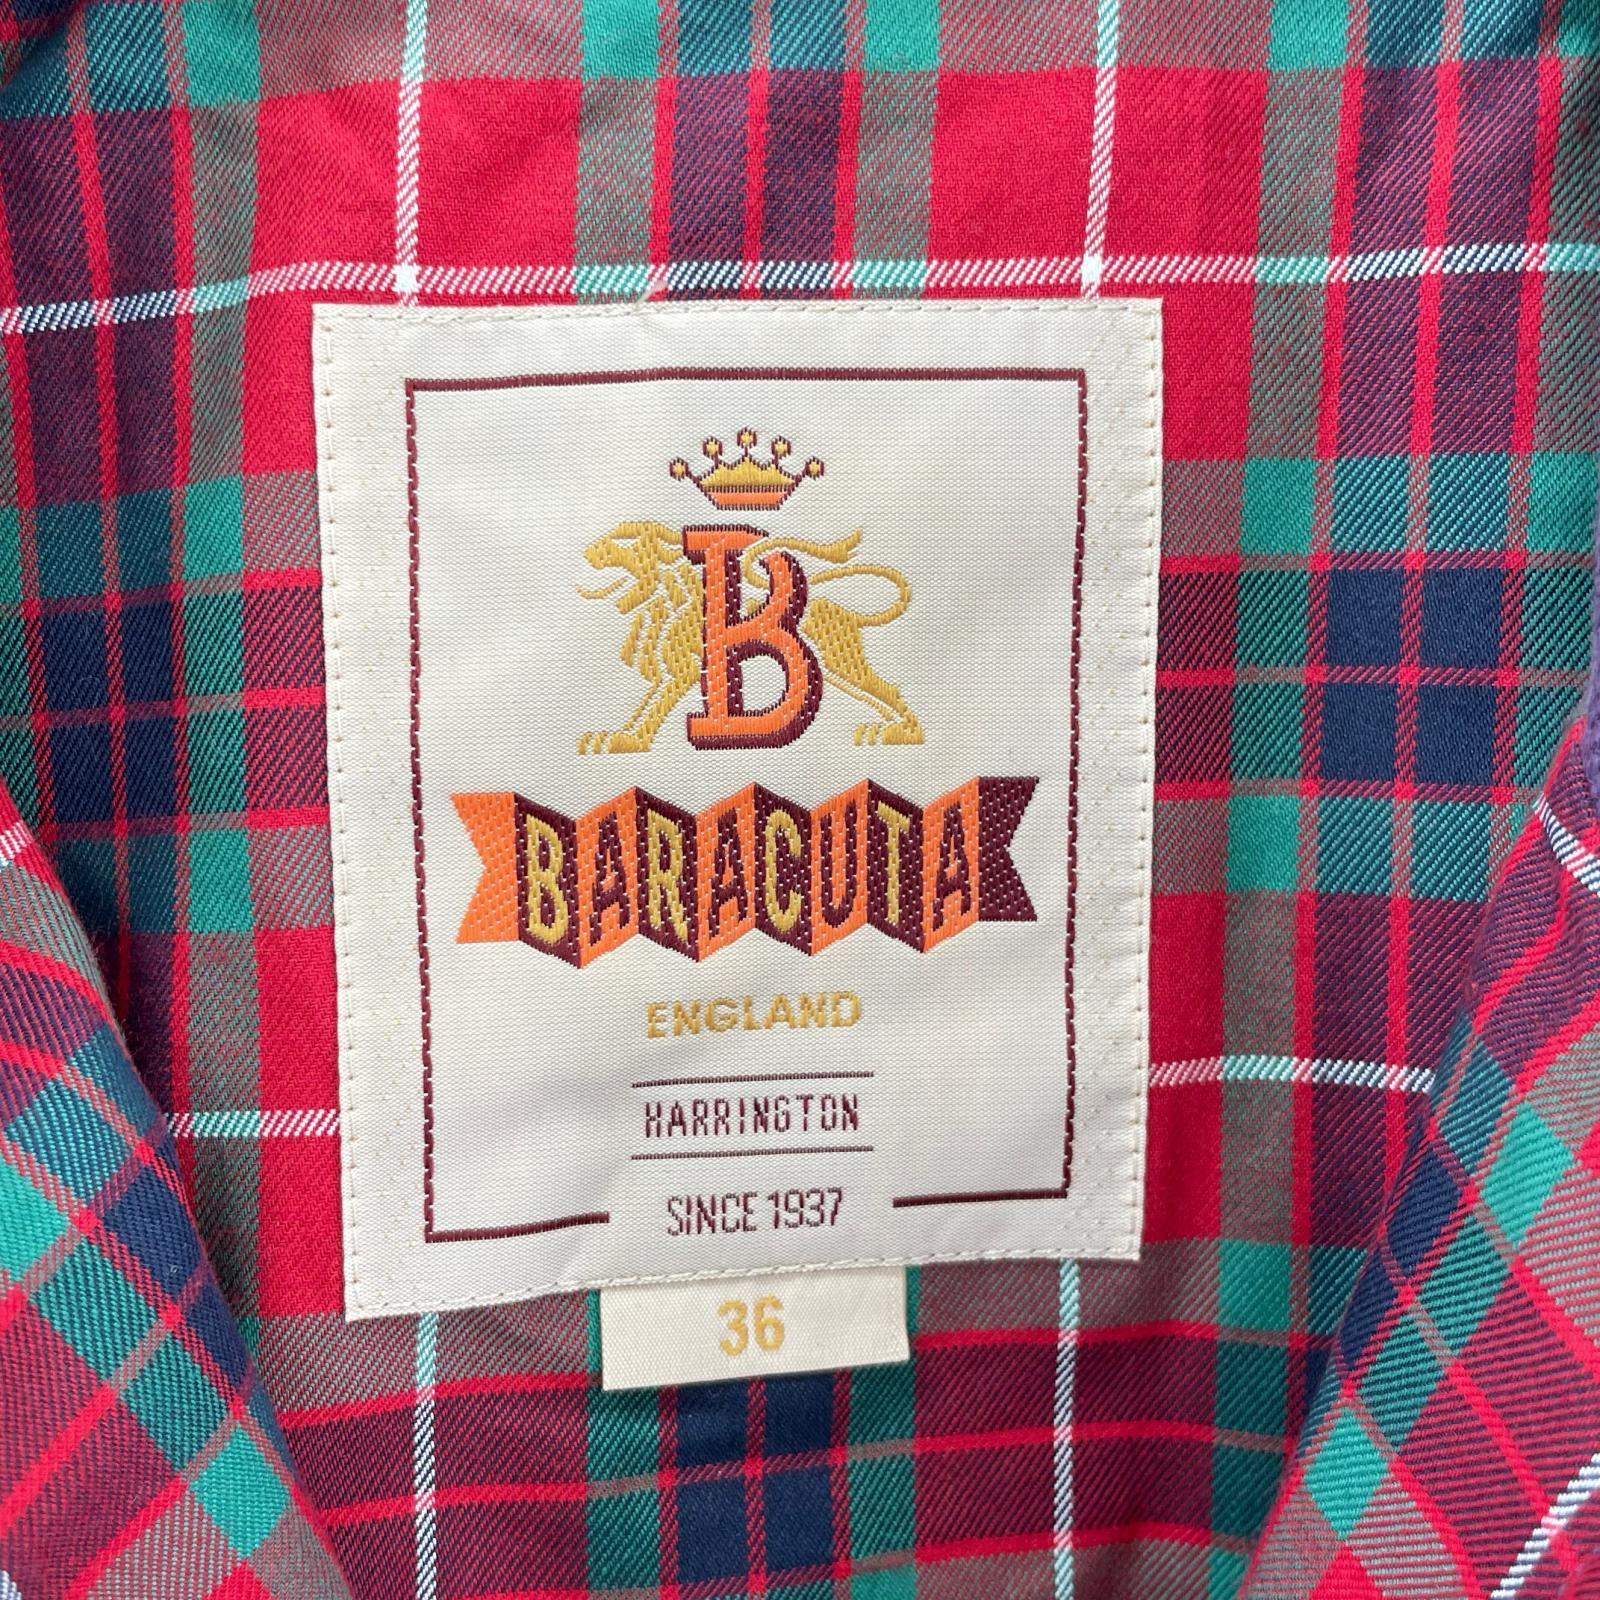 B
BARACUTA
ENGLAND
HARRINGTON
SINCE 1937
36